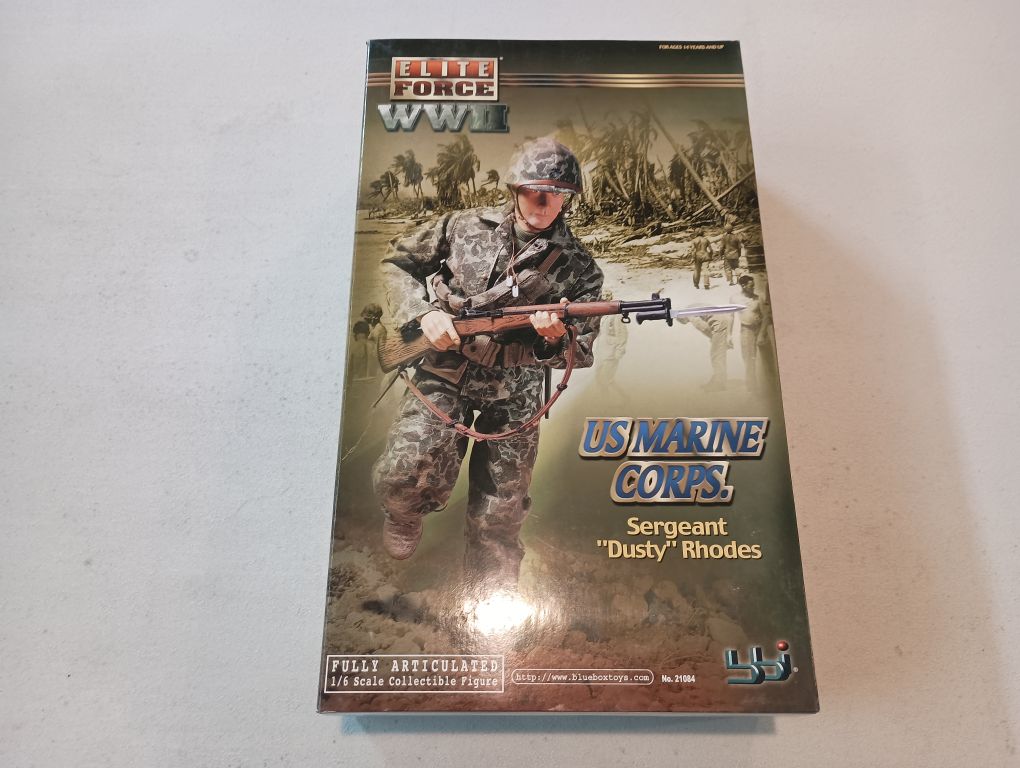 FOR AGES 14 YEARS AND UP
ELITE
FORCE
WWII
US MARINE
CORPS.
Sergeant
"Dusty" Rhodes
FULLY ARTICULATED
1/6 Scale Collectible Figure
http://www.blueboxtoys.com
No. 21084
bbi